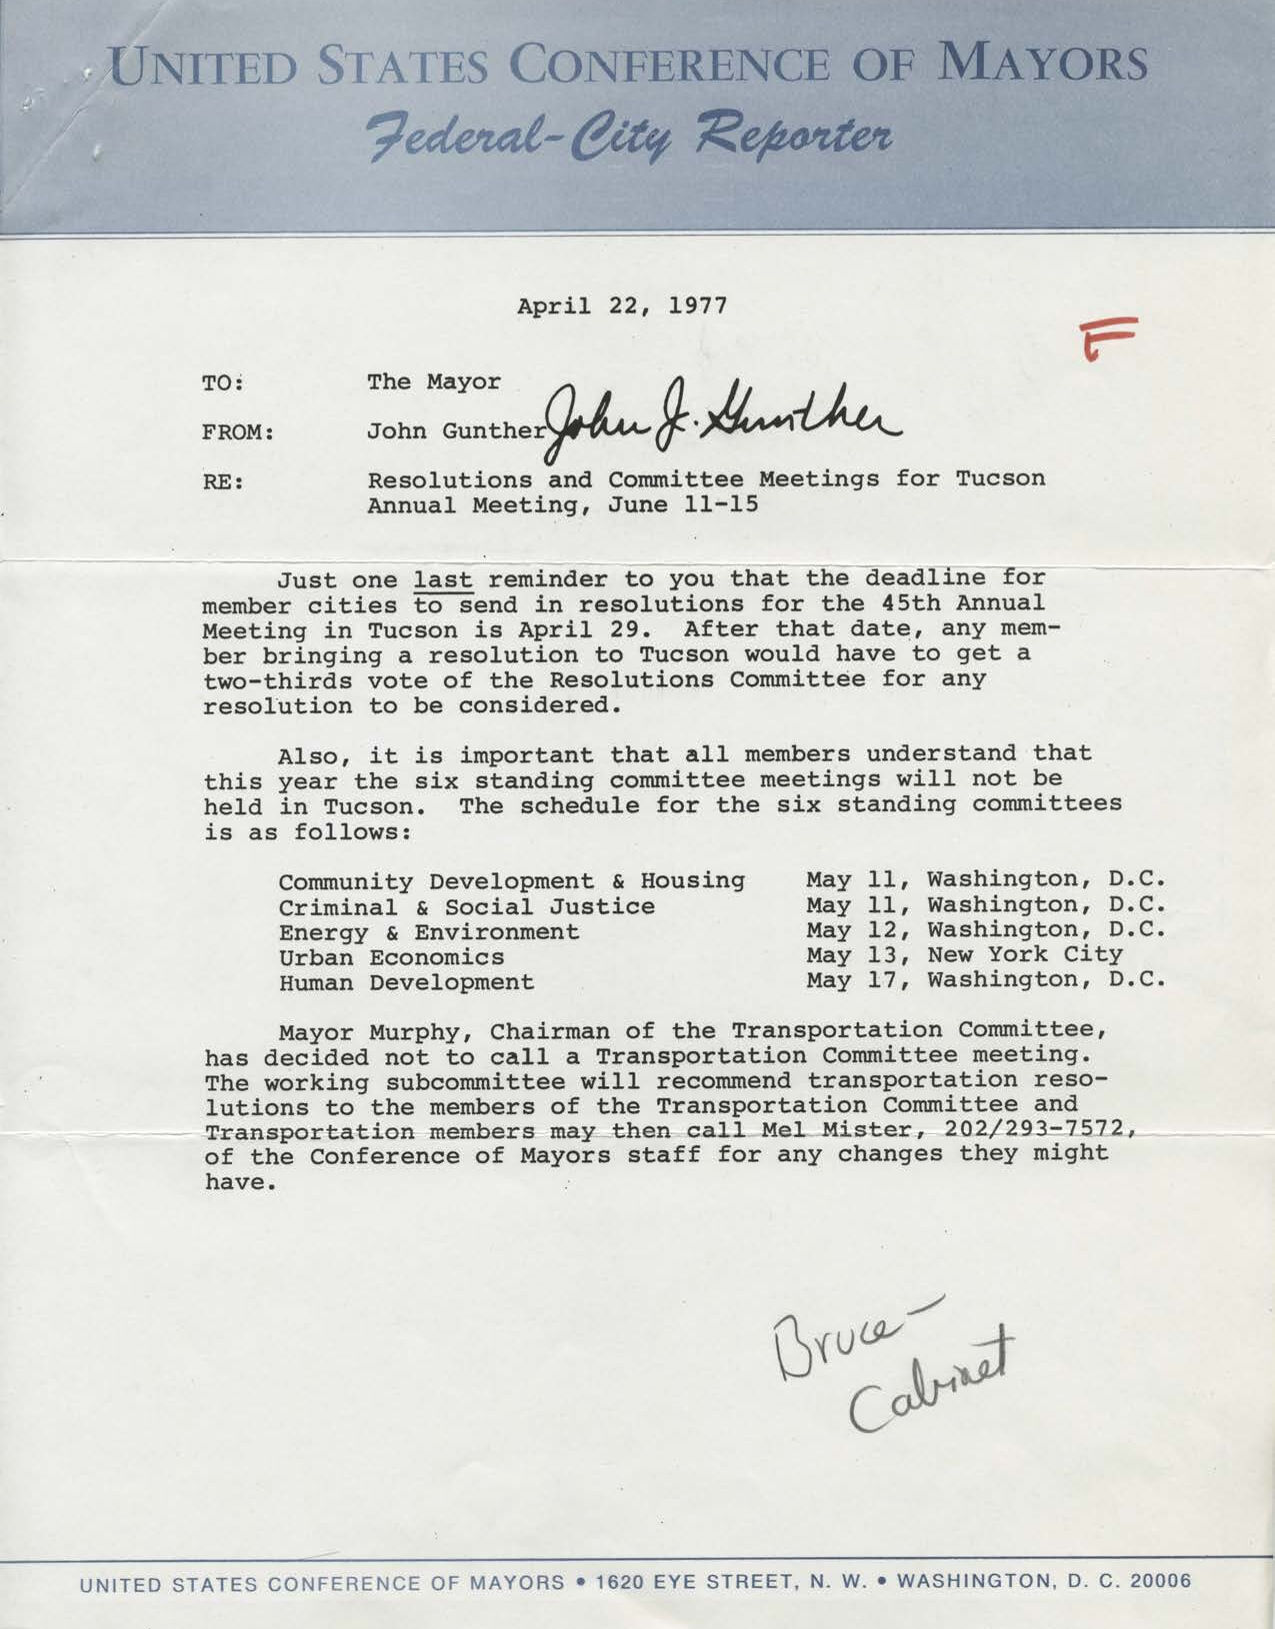 UNITED STATES CONFERENCE OF MAYORS
Federal-City Reporter
April 22, 1977
F
TO: The Mayor
FROM: John Gunther John J. Gunther
RE: Resolutions and Committee Meetings for Tucson
Annual Meeting, June 11-15
Just one last reminder to you that the deadline for
member cities to send in resolutions for the 45th Annual
Meeting in Tucson is April 29. After that date, any mem-
ber bringing a resolution to Tucson would have to get a
two-thirds vote of the Resolutions Committee for any
resolution to be considered.
Also, it is important that all members understand that
this year the six standing committee meetings will not be
held in Tucson. The schedule for the six standing committees
is as follows:
Community Development & Housing May 11, Washington, D.C.
Criminal & Social Justice May 11, Washington, D.C.
Energy & Environment May 12, Washington, D.C.
Urban Economics May 13, New York City
Human Development May 17, Washington, D.C.
Mayor Murphy, Chairman of the Transportation Committee,
has decided not to call a Transportation Committee meeting.
The working subcommittee will recommend transportation reso-
lutions to the members of the Transportation Committee and
Transportation members may then call Mel Mister, 202/293-7572,
of the Conference of Mayors staff for any changes they might
have.
Bruce-
Cabinet
UNITED STATES CONFERENCE OF MAYORS • 1620 EYE STREET, N. W. • WASHINGTON, D. C. 20006